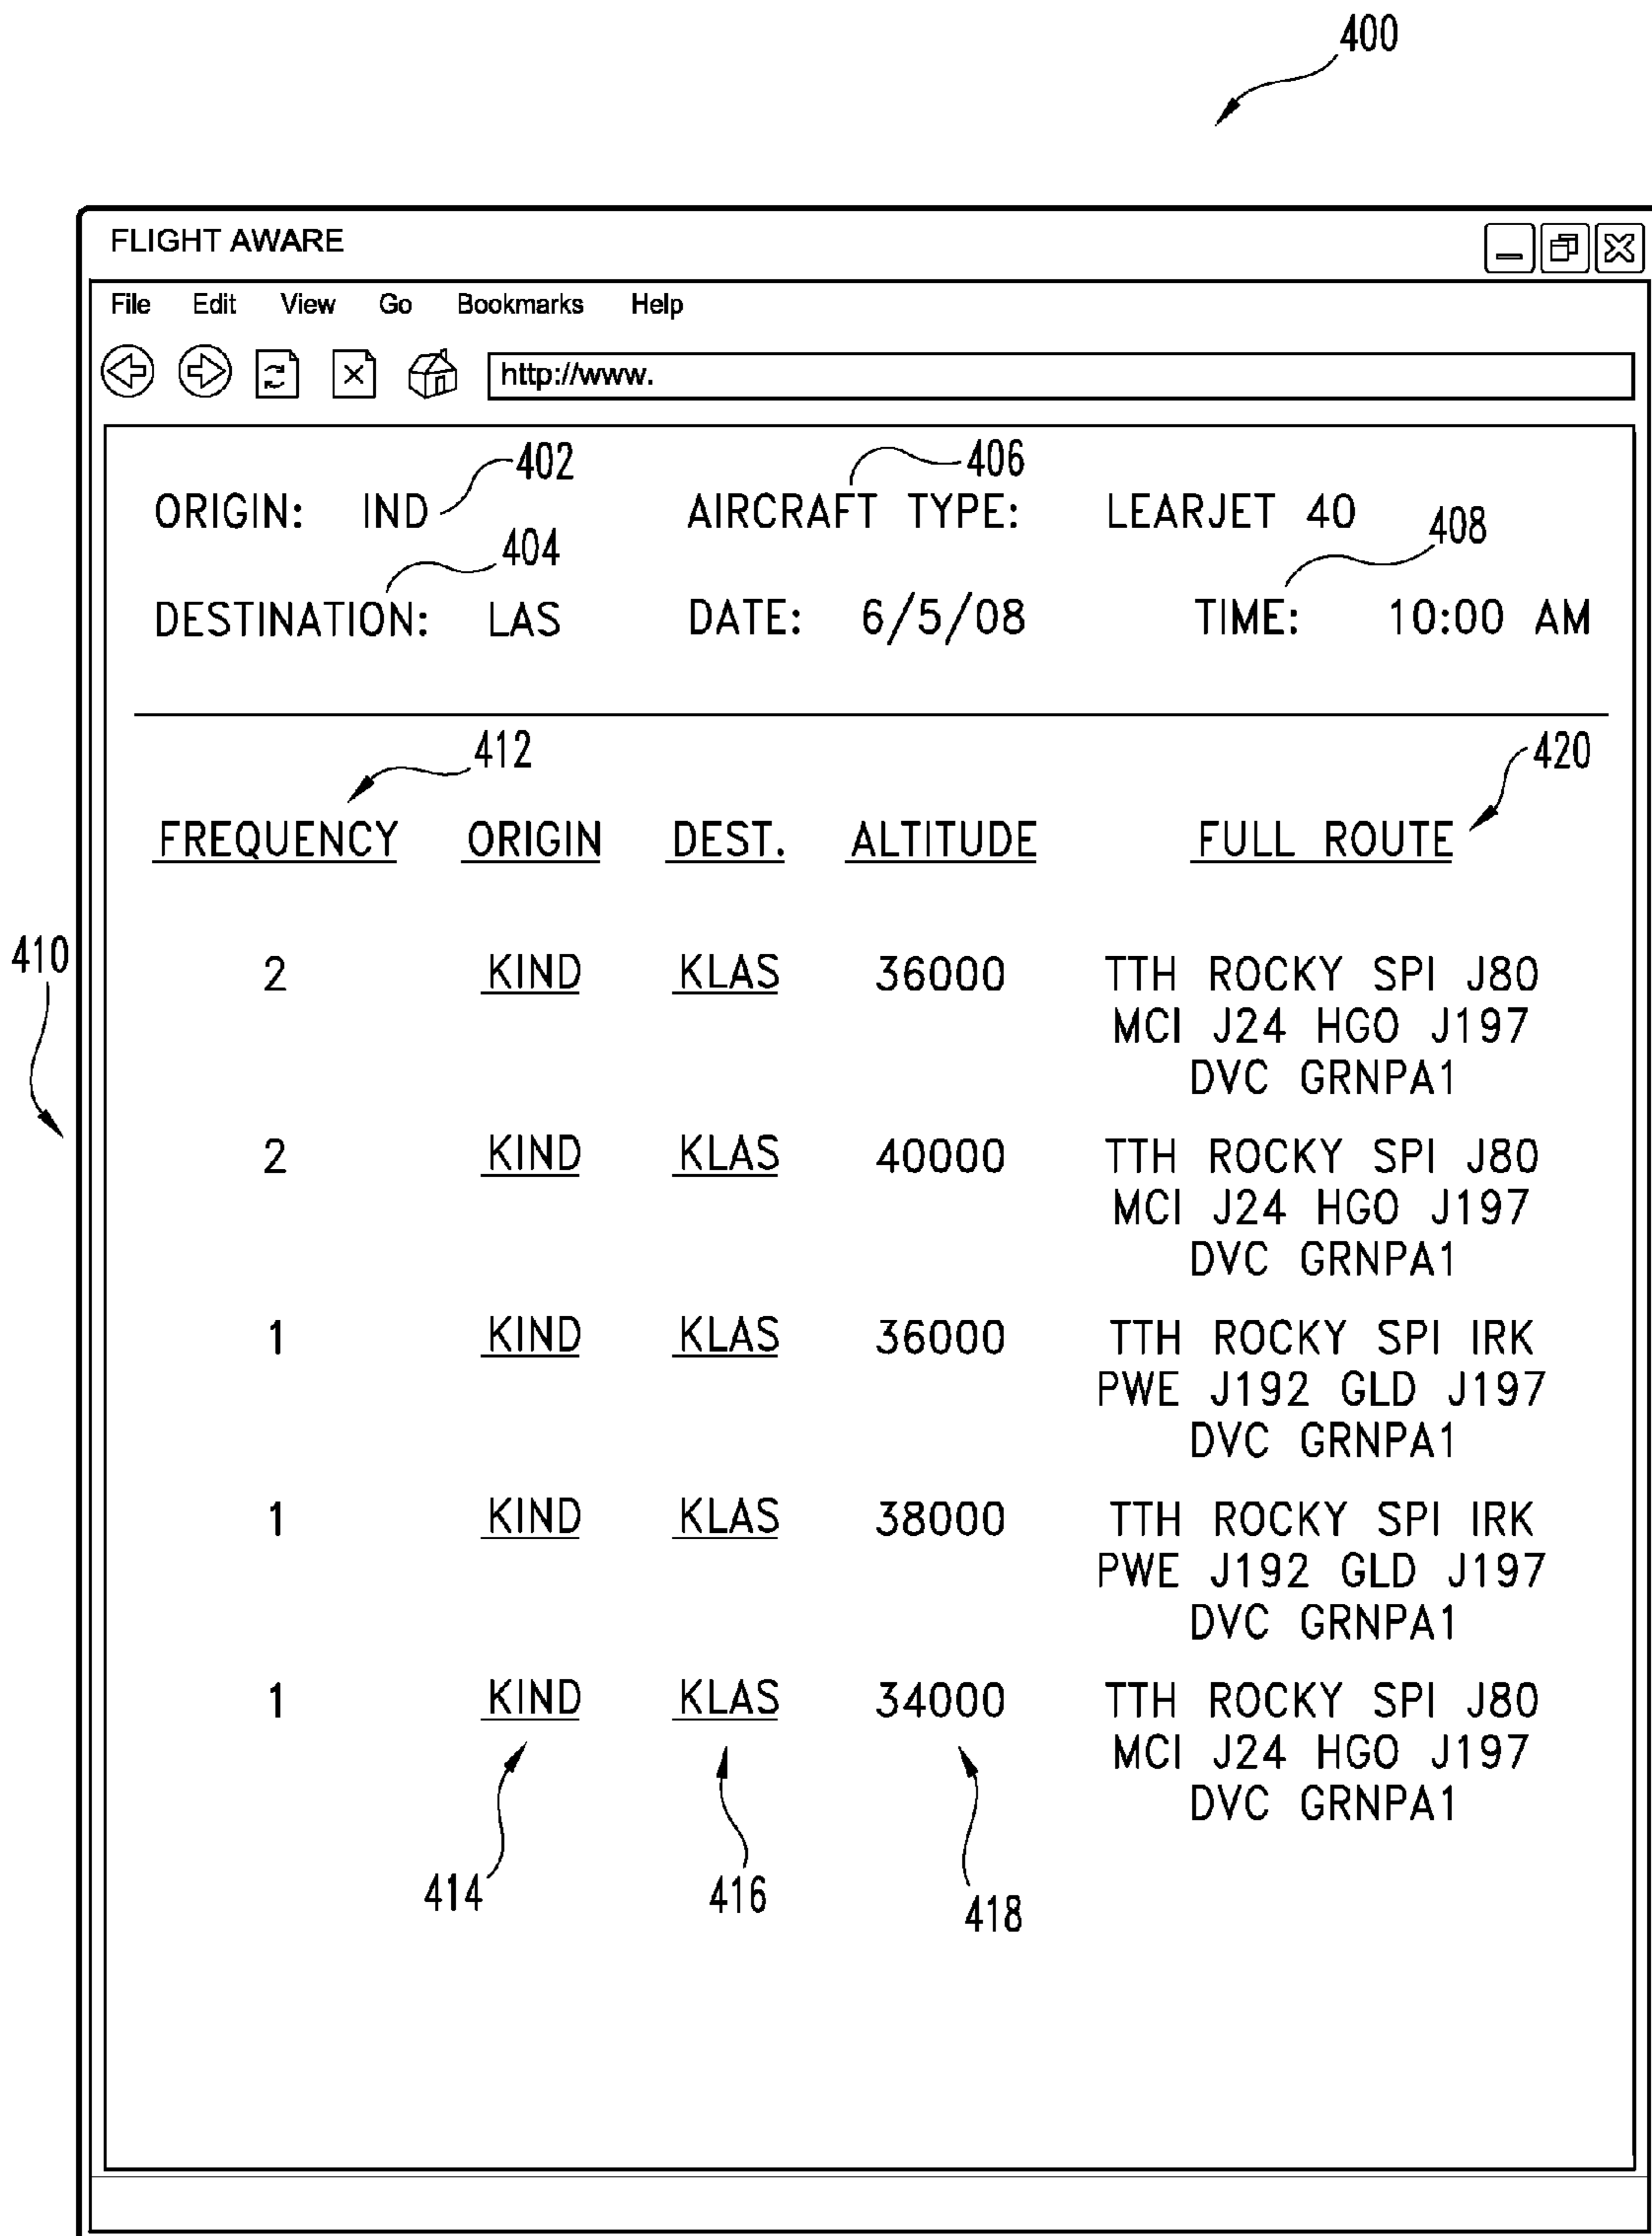 400
FLIGHT AWARE
File Edit View Go Bookmarks Help
http://www.
402 406
ORIGIN: IND AIRCRAFT TYPE: LEARJET 40
404 408
DESTINATION: LAS DATE: 6/5/08 TIME: 10:00 AM
412 420
FREQUENCY ORIGIN DEST. ALTITUDE FULL ROUTE
410
2 KIND KLAS 36000 TTH ROCKY SPI J80
MCI J24 HGO J197
DVC GRNPA1
2 KIND KLAS 40000 TTH ROCKY SPI J80
MCI J24 HGO J197
DVC GRNPA1
1 KIND KLAS 36000 TTH ROCKY SPI IRK
PWE J192 GLD J197
DVC GRNPA1
1 KIND KLAS 38000 TTH ROCKY SPI IRK
PWE J192 GLD J197
DVC GRNPA1
1 KIND KLAS 34000 TTH ROCKY SPI J80
MCI J24 HGO J197
DVC GRNPA1
414 416 418